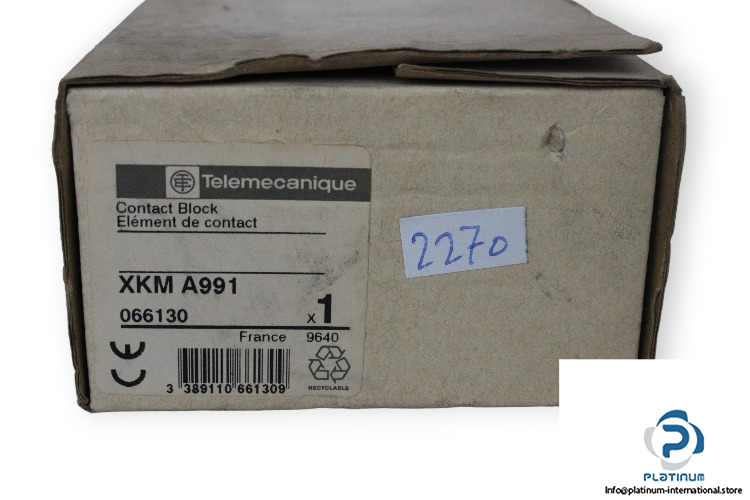 Telemecanique
Contact Block
Elément de contact
2270
XKM A991
066130 x 1
France 9640
CE
3 389110 661309
RECYCLABLE
PLATINUM
Info@platinum-international.store